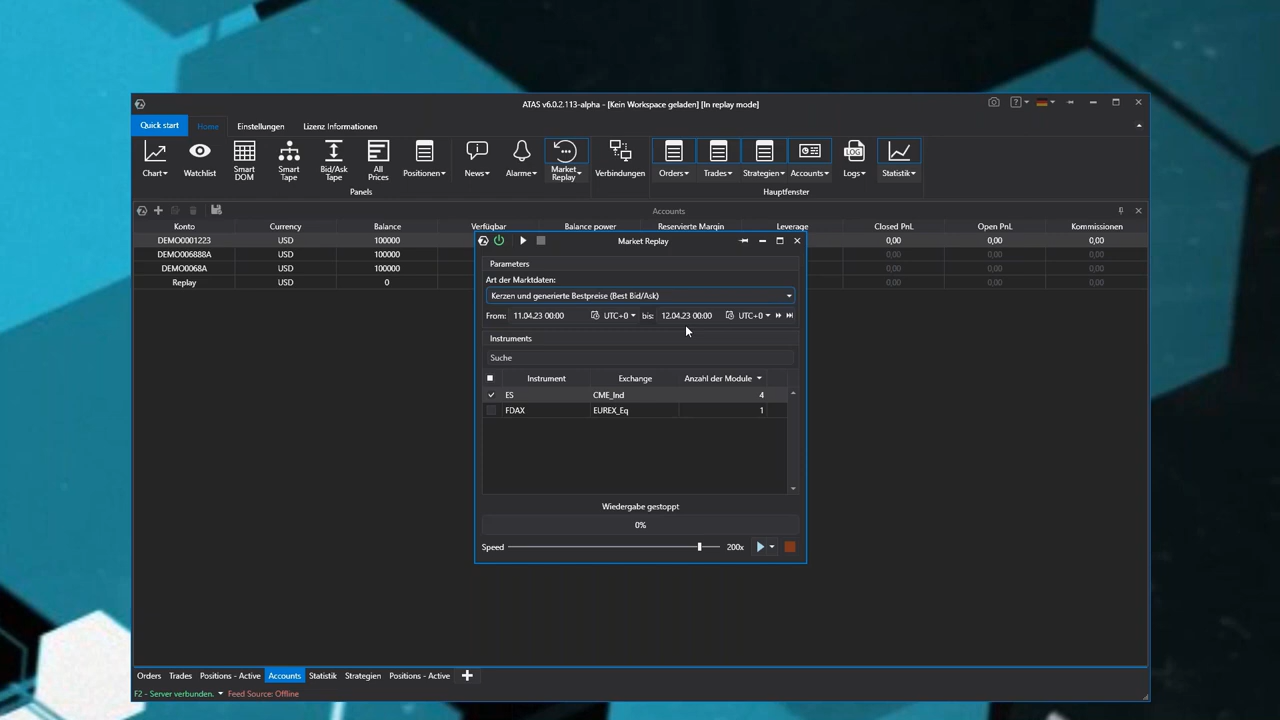 ATAS v6.0.2.113-alpha - [Kein Workspace geladen] [In replay mode]
Quick start Home Einstellungen Lizenz Informationen
Chart Watchlist Smart DOM Smart Tape Bid/Ask Tape All Prices Positionen News Alarme Market Replay Verbindungen Orders Trades Strategien Accounts LOG Logs Statistik
Panels Hauptfenster
Accounts
Konto Currency Balance Verfügbar Balance power Reservierte Margin Leverage Closed PnL Open PnL Kommissionen
DEMO0001223 USD 100000 0,00 0,00 0,00
DEMO006888A USD 100000 0,00 0,00 0,00
DEMO0068A USD 100000 0,00 0,00 0,00
Replay USD 0 0,00 0,00 0,00
Market Replay
Parameters
Art der Marktdaten:
Kerzen und generierte Bestpreise (Best Bid/Ask)
From: 11.04.23 00:00 UTC+0 bis: 12.04.23 00:00 UTC+0
Instruments
Suche
Instrument Exchange Anzahl der Module
ES CME_Ind 4
FDAX EUREX_Eq 1
Wiedergabe gestoppt
0%
Speed 200x
Orders Trades Positions - Active Accounts Statistik Strategien Positions - Active
F2 - Server verbunden. Feed Source: Offline